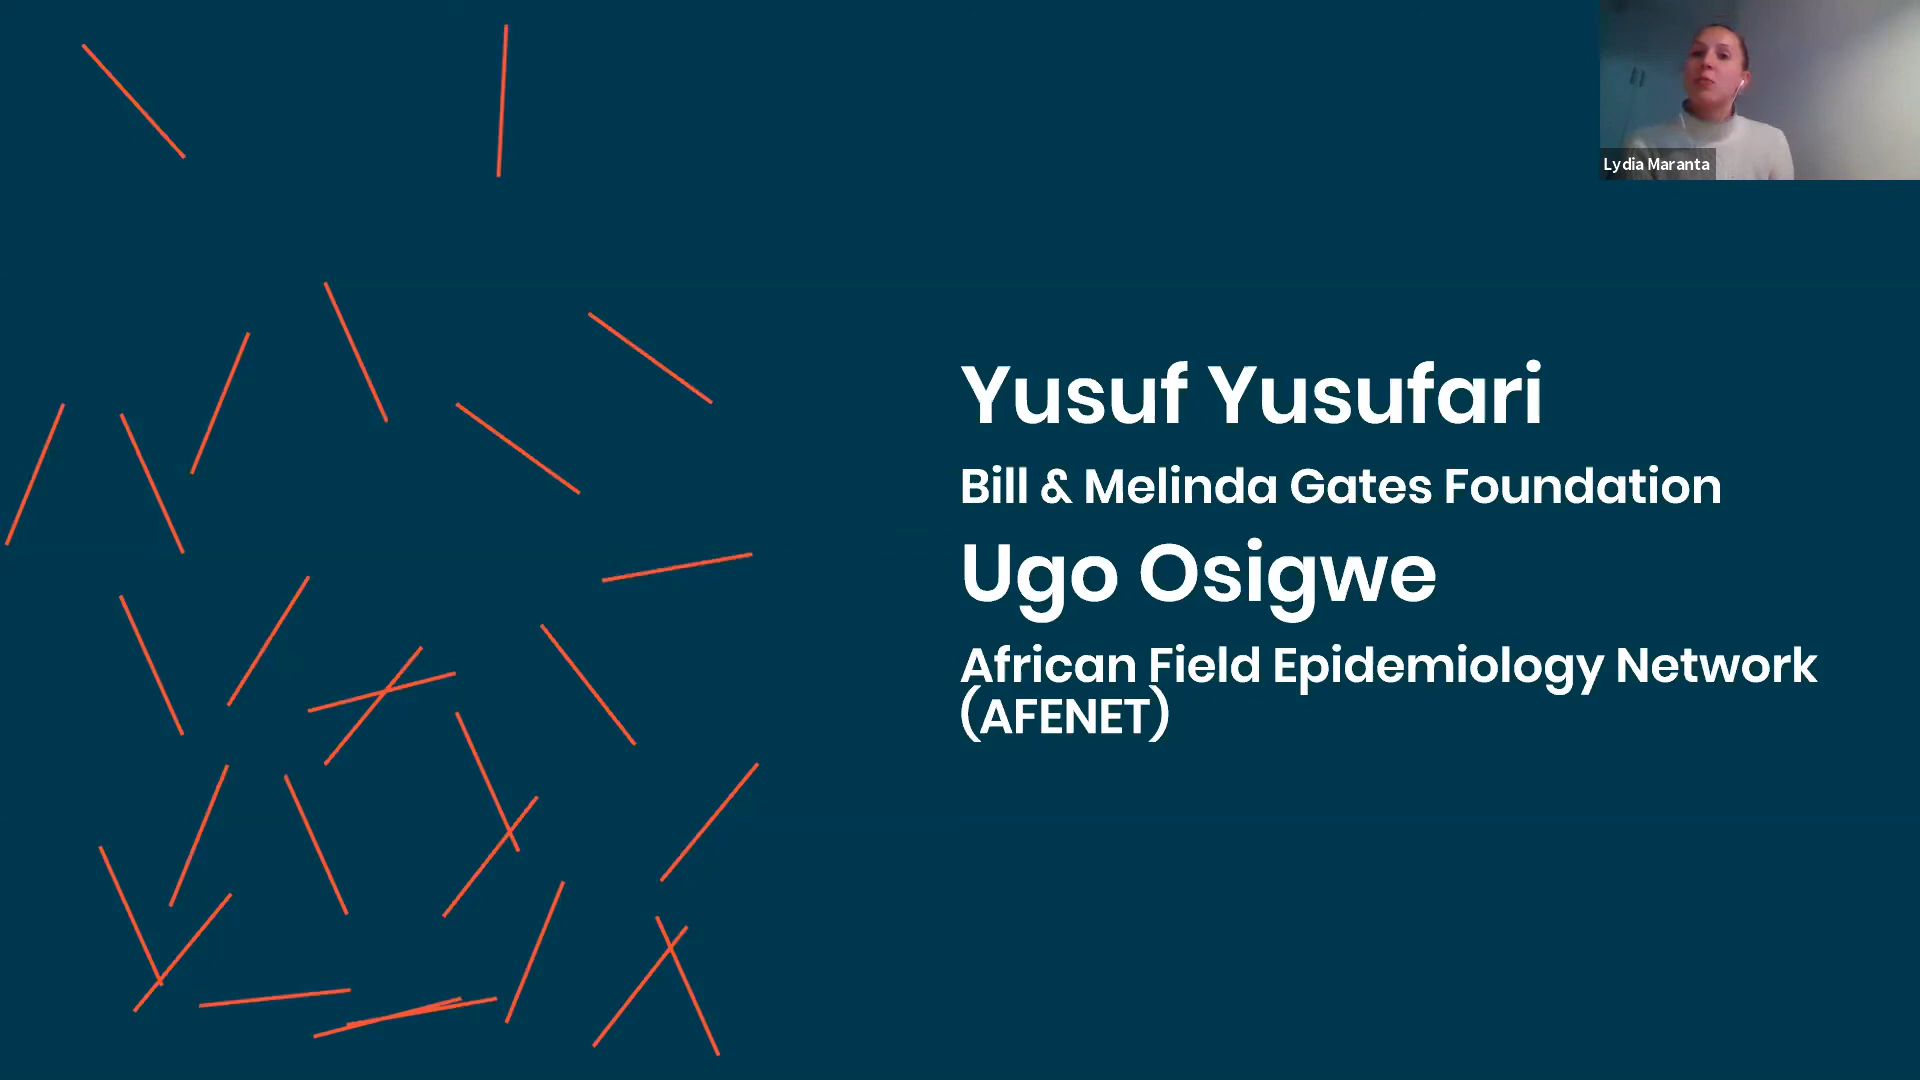 Lydia Maranta
Yusuf Yusufari
Bill & Melinda Gates Foundation
Ugo Osigwe
African Field Epidemiology Network
(AFENET)